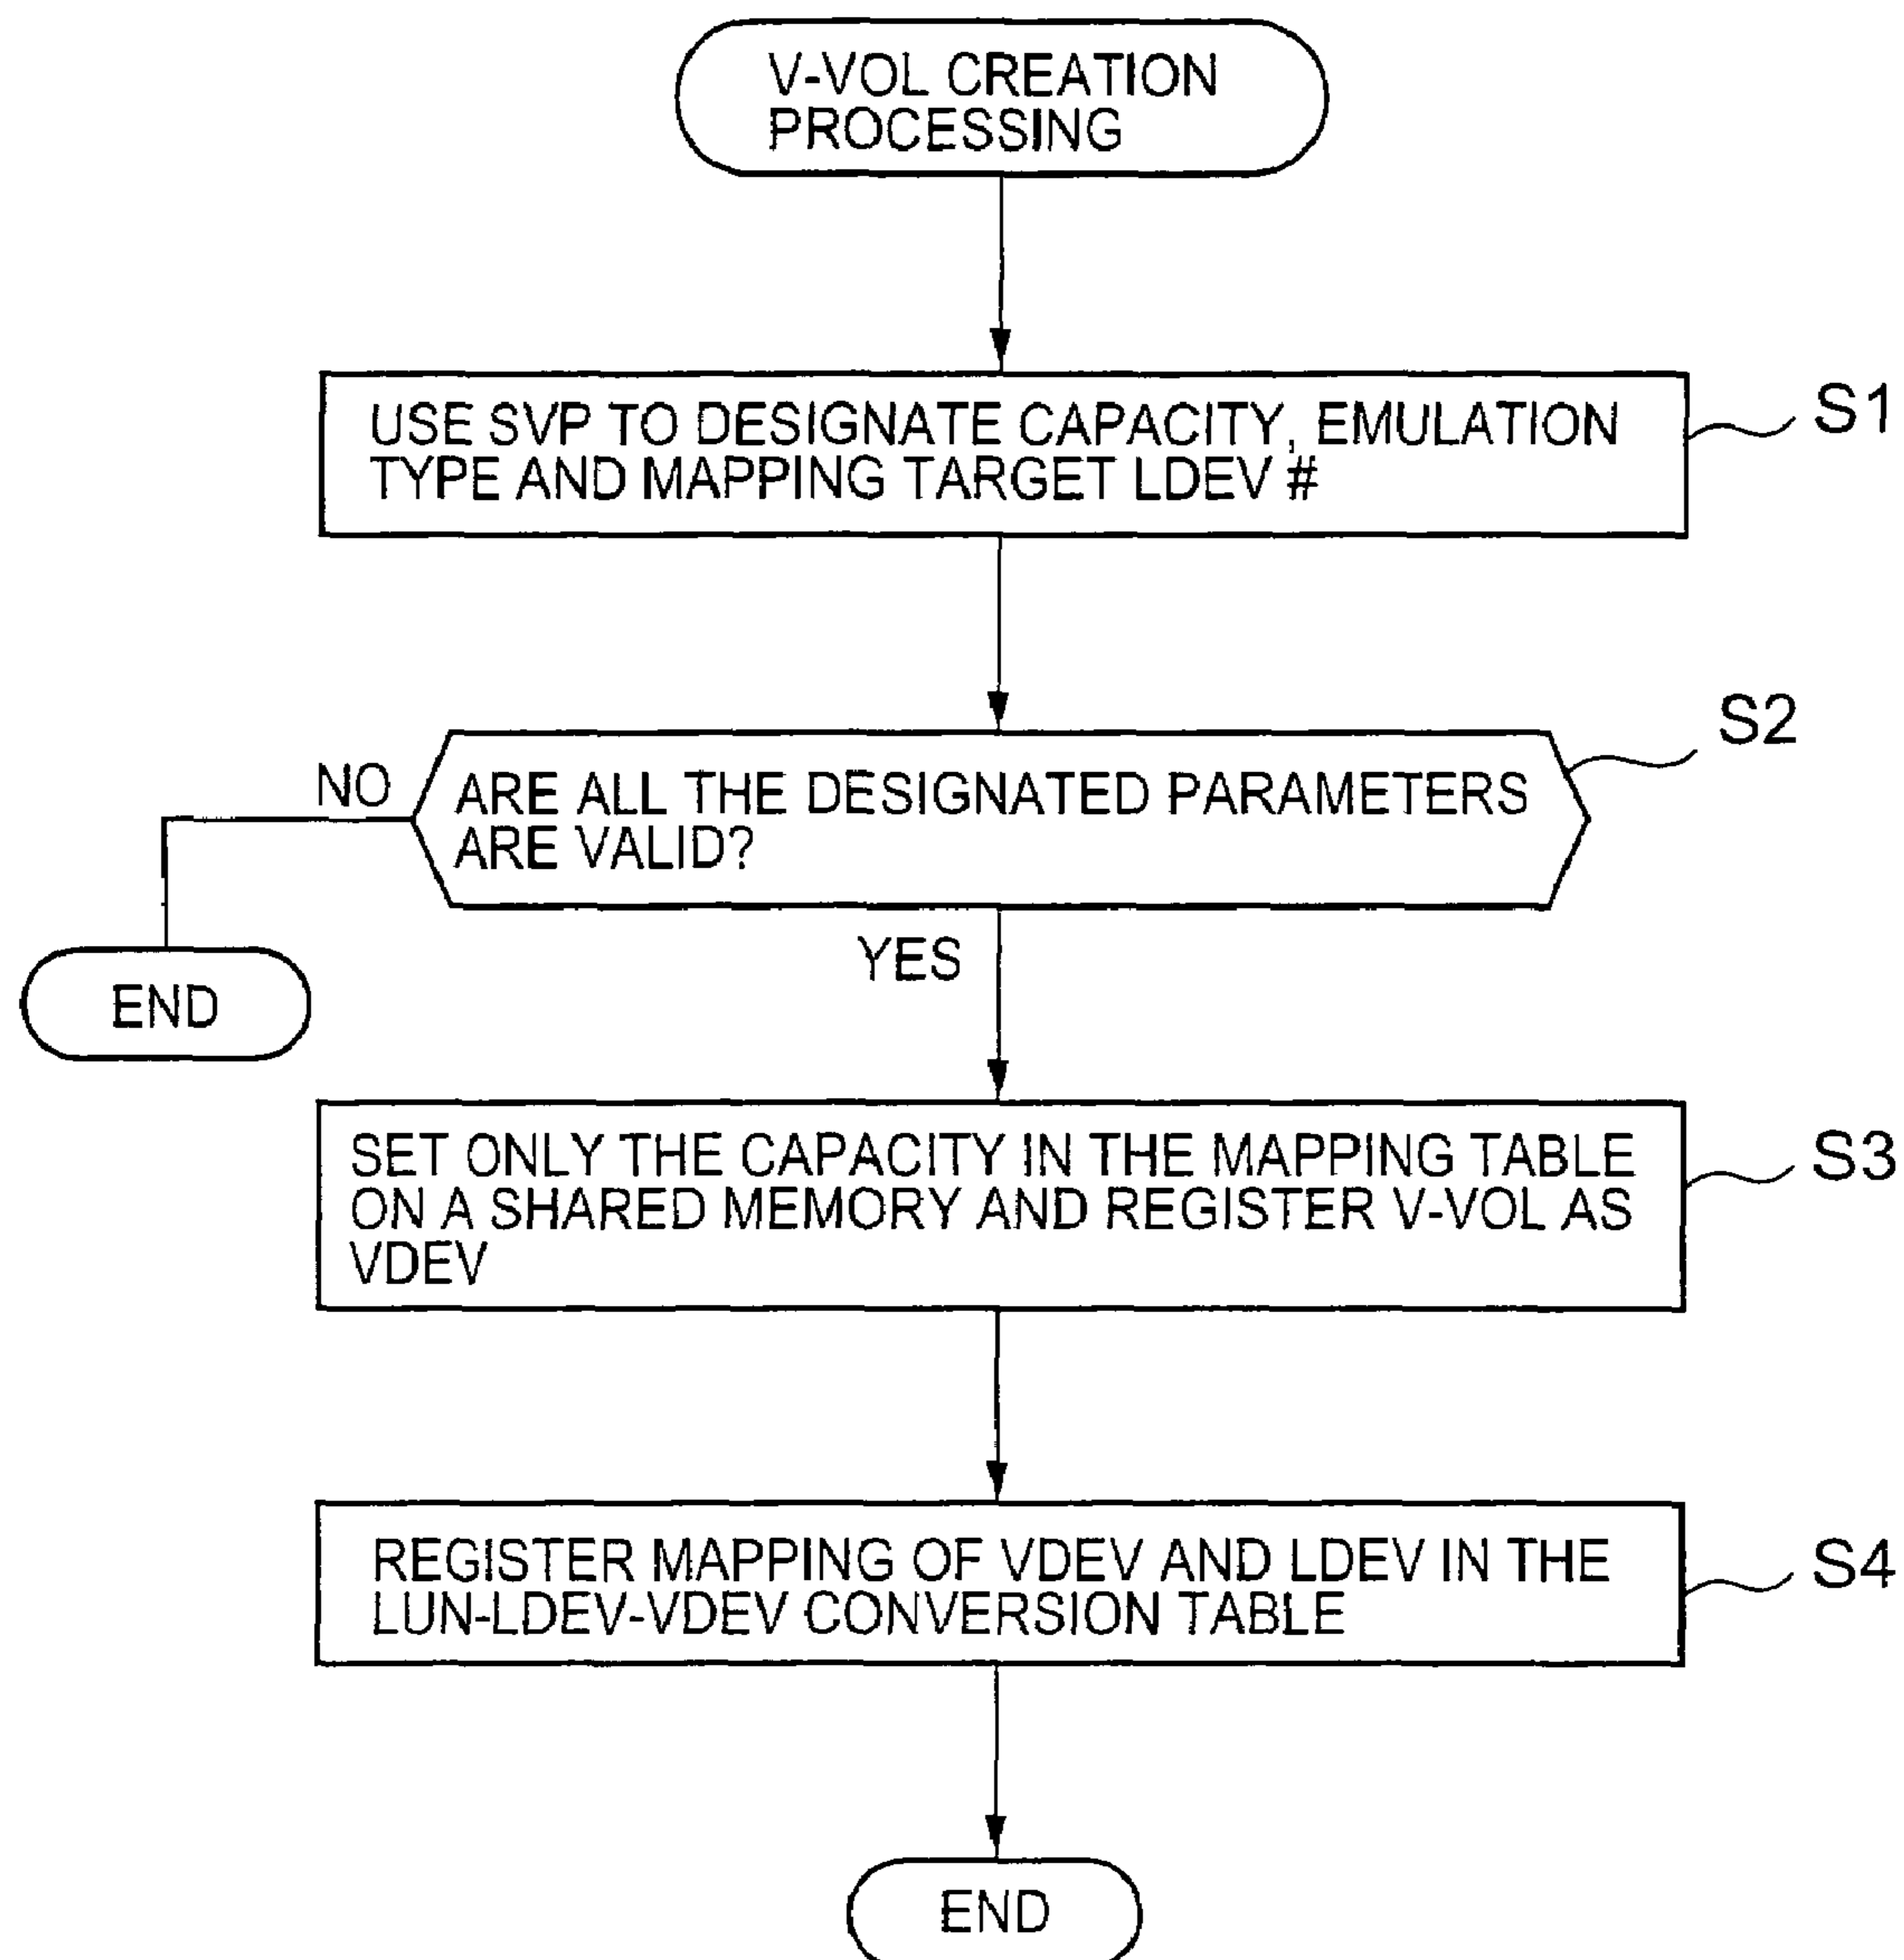 V-VOL CREATION
PROCESSING
USE SVP TO DESIGNATE CAPACITY, EMULATION
TYPE AND MAPPING TARGET LDEV #
S1
S2
NO
ARE ALL THE DESIGNATED PARAMETERS
ARE VALID?
YES
END
SET ONLY THE CAPACITY IN THE MAPPING TABLE
ON A SHARED MEMORY AND REGISTER V-VOL AS
VDEV
S3
REGISTER MAPPING OF VDEV AND LDEV IN THE
LUN-LDEV-VDEV CONVERSION TABLE
S4
END